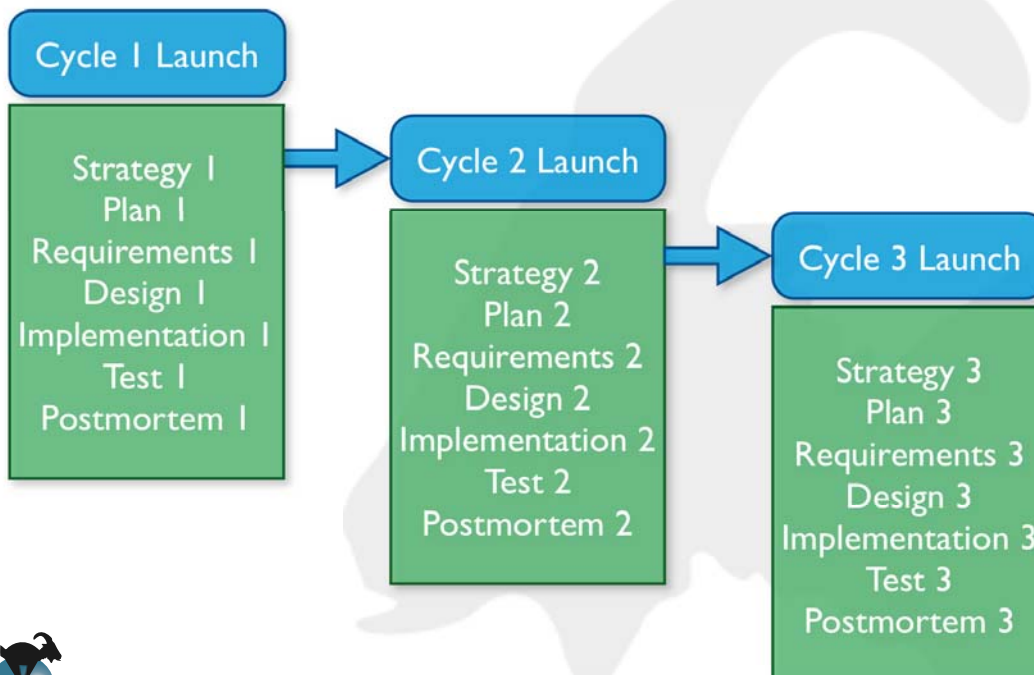 Cycle 1 Launch
Strategy 1
Plan 1
Requirements 1
Design 1
Implementation 1
Test 1
Postmortem 1
Cycle 2 Launch
Strategy 2
Plan 2
Requirements 2
Design 2
Implementation 2
Test 2
Postmortem 2
Cycle 3 Launch
Strategy 3
Plan 3
Requirements 3
Design 3
Implementation 3
Test 3
Postmortem 3